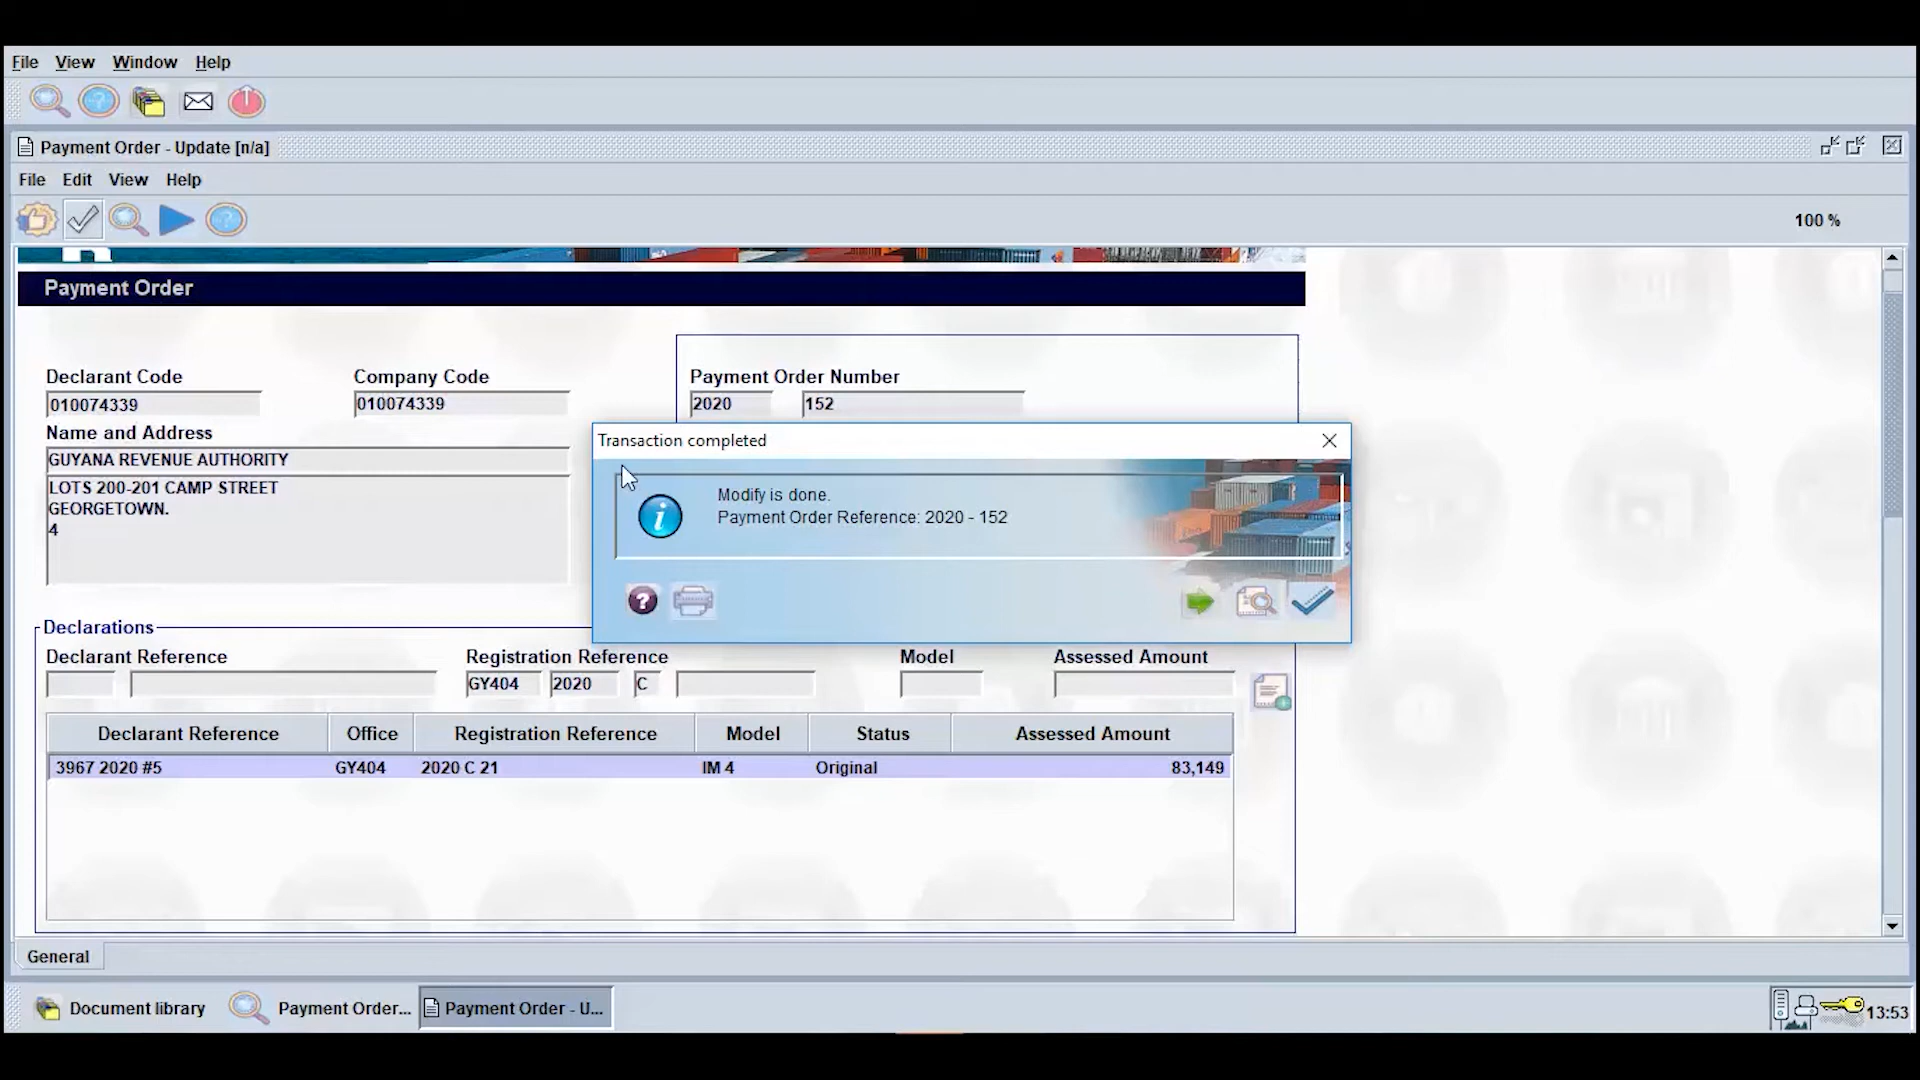 File View Window Help
Payment Order - Update [n/a]
File Edit View Help
100 %
Payment Order
Declarant Code Company Code Payment Order Number
010074339 010074339 2020 152
Name and Address
GUYANA REVENUE AUTHORITY
LOTS 200-201 CAMP STREET
GEORGETOWN.
4
Transaction completed
Modify is done.
Payment Order Reference: 2020 - 152
Declarations
Declarant Reference Registration Reference Model Assessed Amount
GY404 2020 C
Declarant Reference Office Registration Reference Model Status Assessed Amount
3967 2020 #5 GY404 2020 C 21 IM 4 Original 83,149
General
Document library Payment Order... Payment Order - U... 13:53